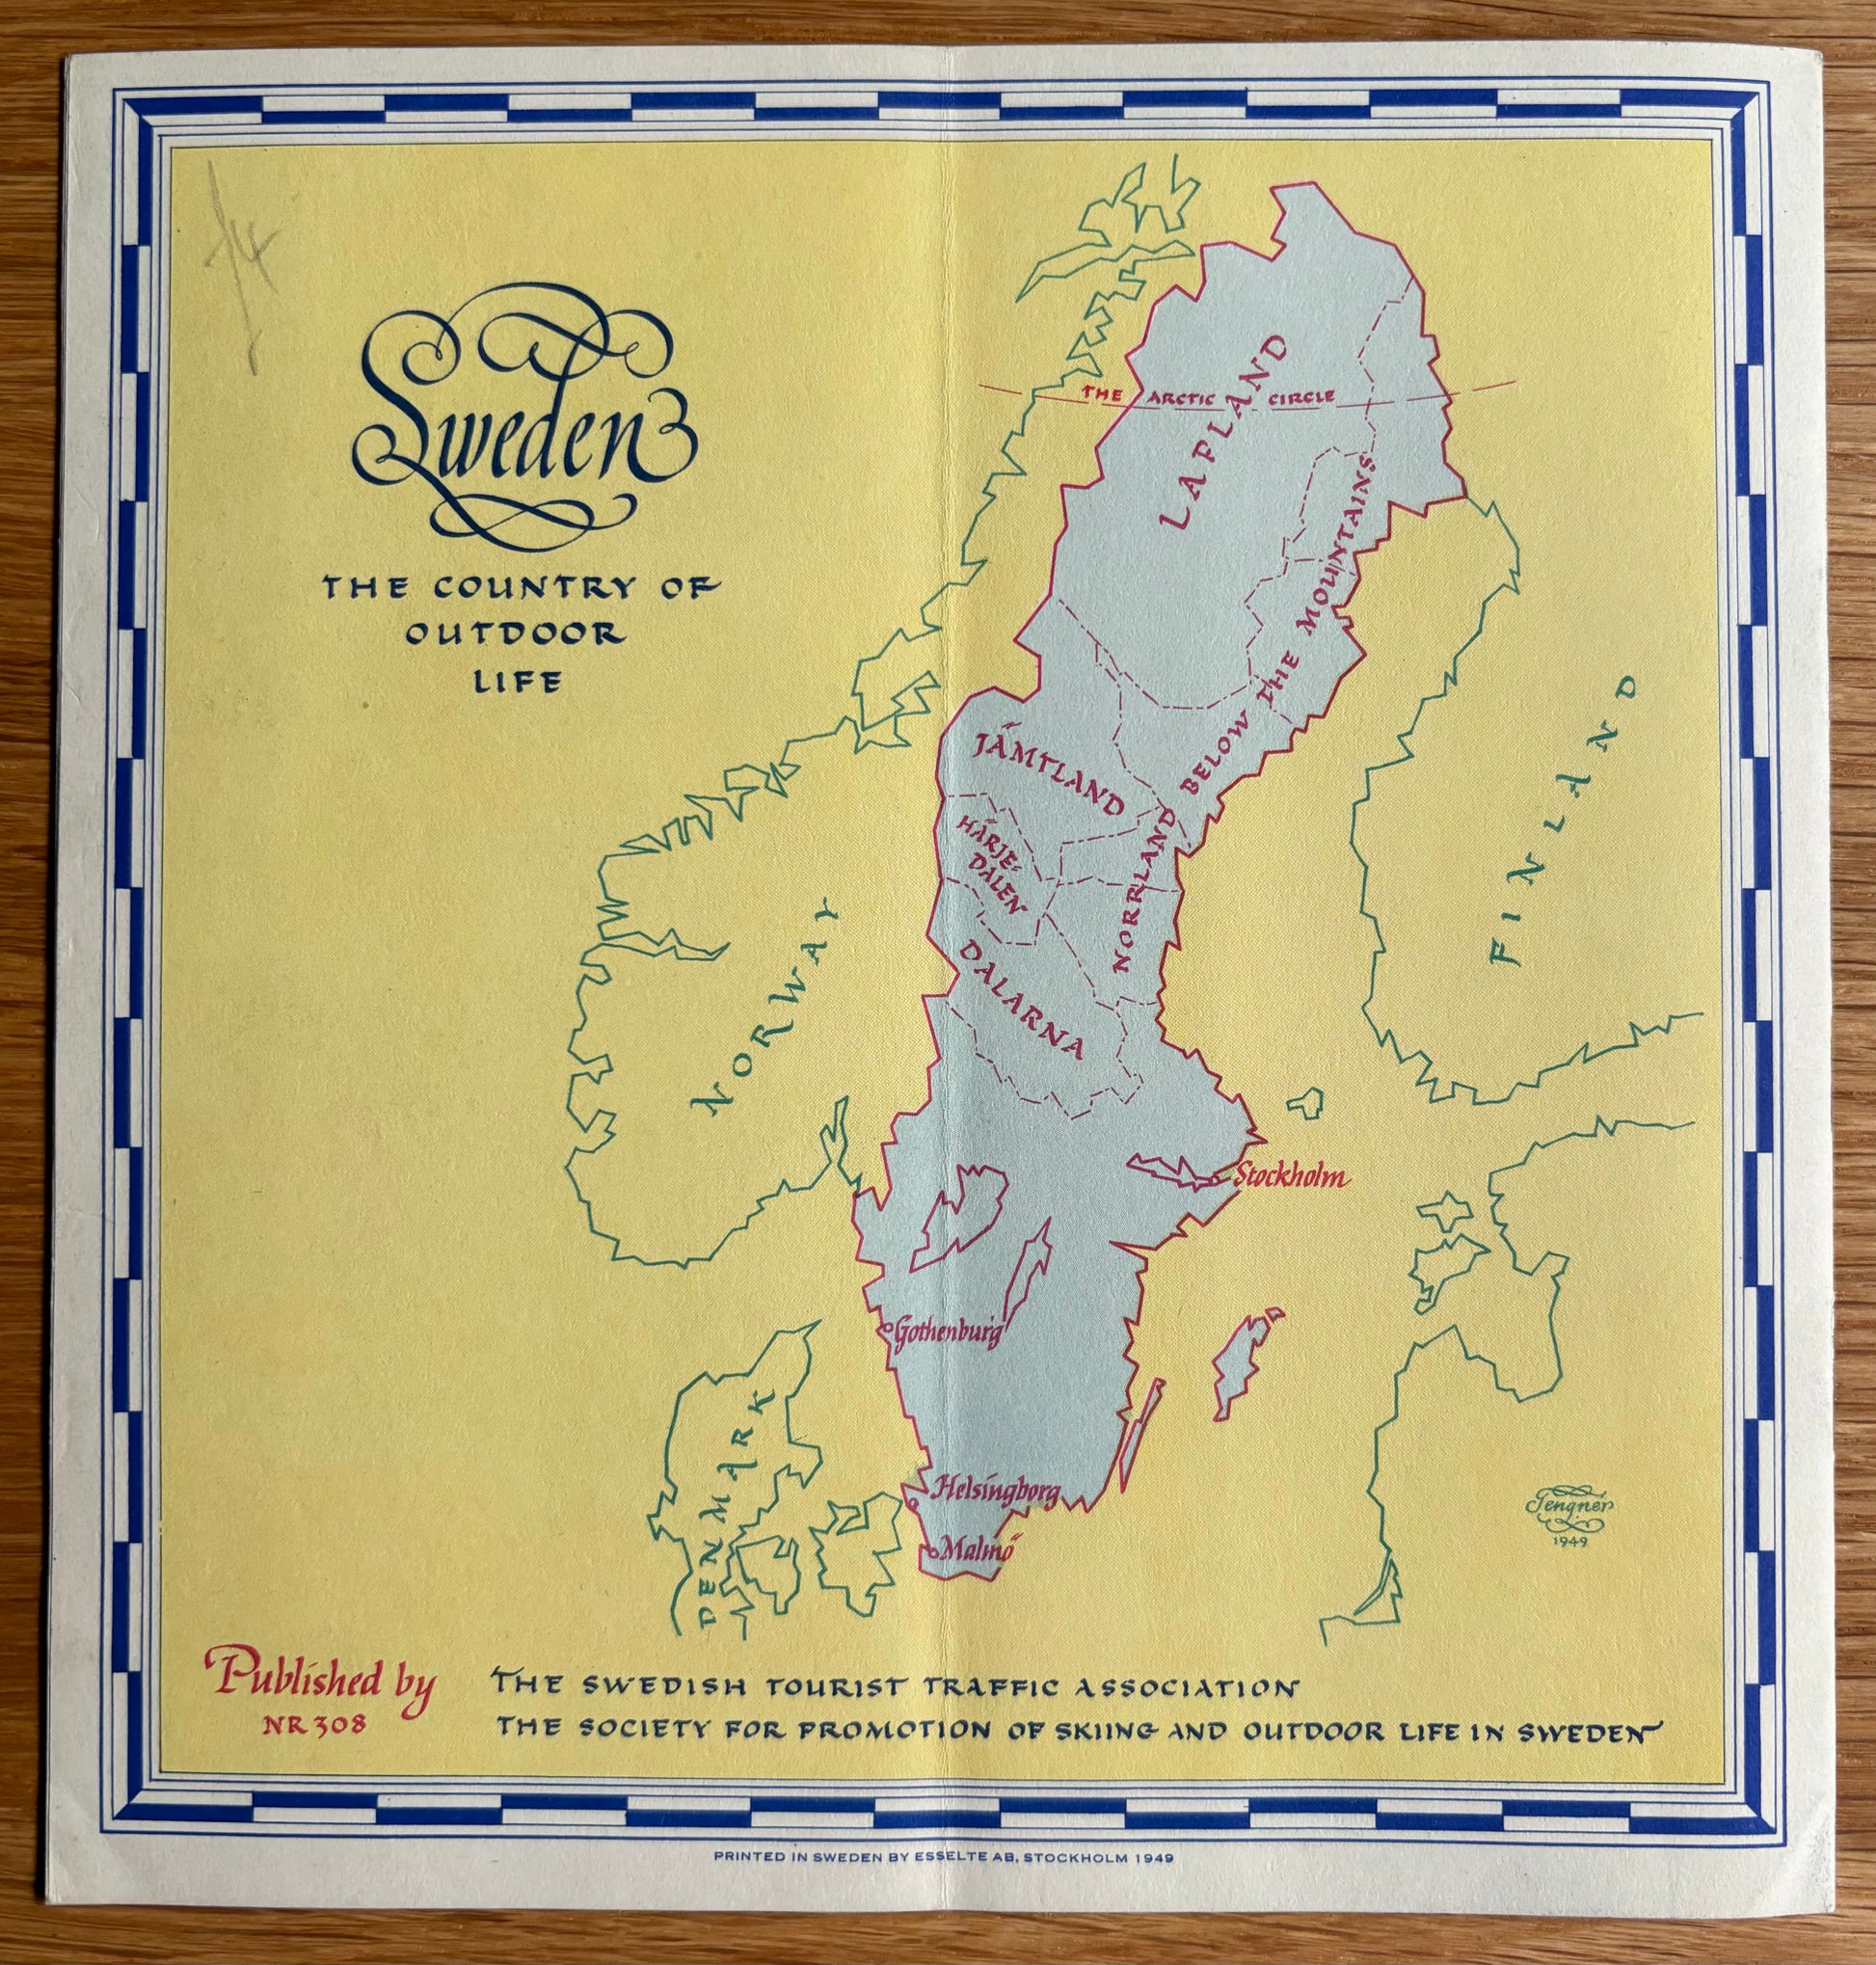 Sweden
THE COUNTRY OF
OUTDOOR
LIFE
THE ARCTIC CIRCLE
LAPLAND
NORRLAND BELOW THE MOUNTAINS
JÄMTLAND
HÄRJE-
DALEN
DALARNA
NORWAY
FINLAND
Stockholm
Gothenburg
DENMARK
Helsingborg
Malmö
Tengner
1949
Published by
NR 308
THE SWEDISH TOURIST TRAFFIC ASSOCIATION
THE SOCIETY FOR PROMOTION OF SKIING AND OUTDOOR LIFE IN SWEDEN
PRINTED IN SWEDEN BY ESSELTE AB, STOCKHOLM 1949